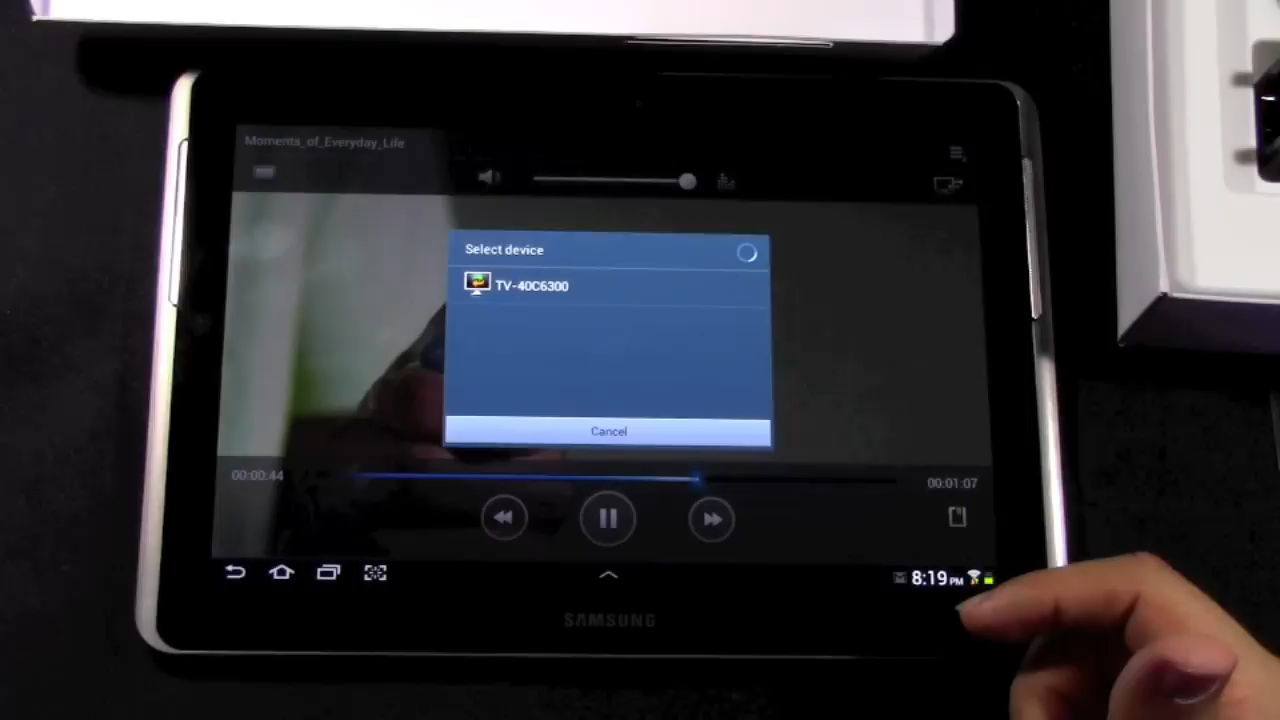 Moments_of_Everyday_Life
Select device
TV-40C6300
Cancel
00:00:44
00:01:07
8:19 PM
SAMSUNG